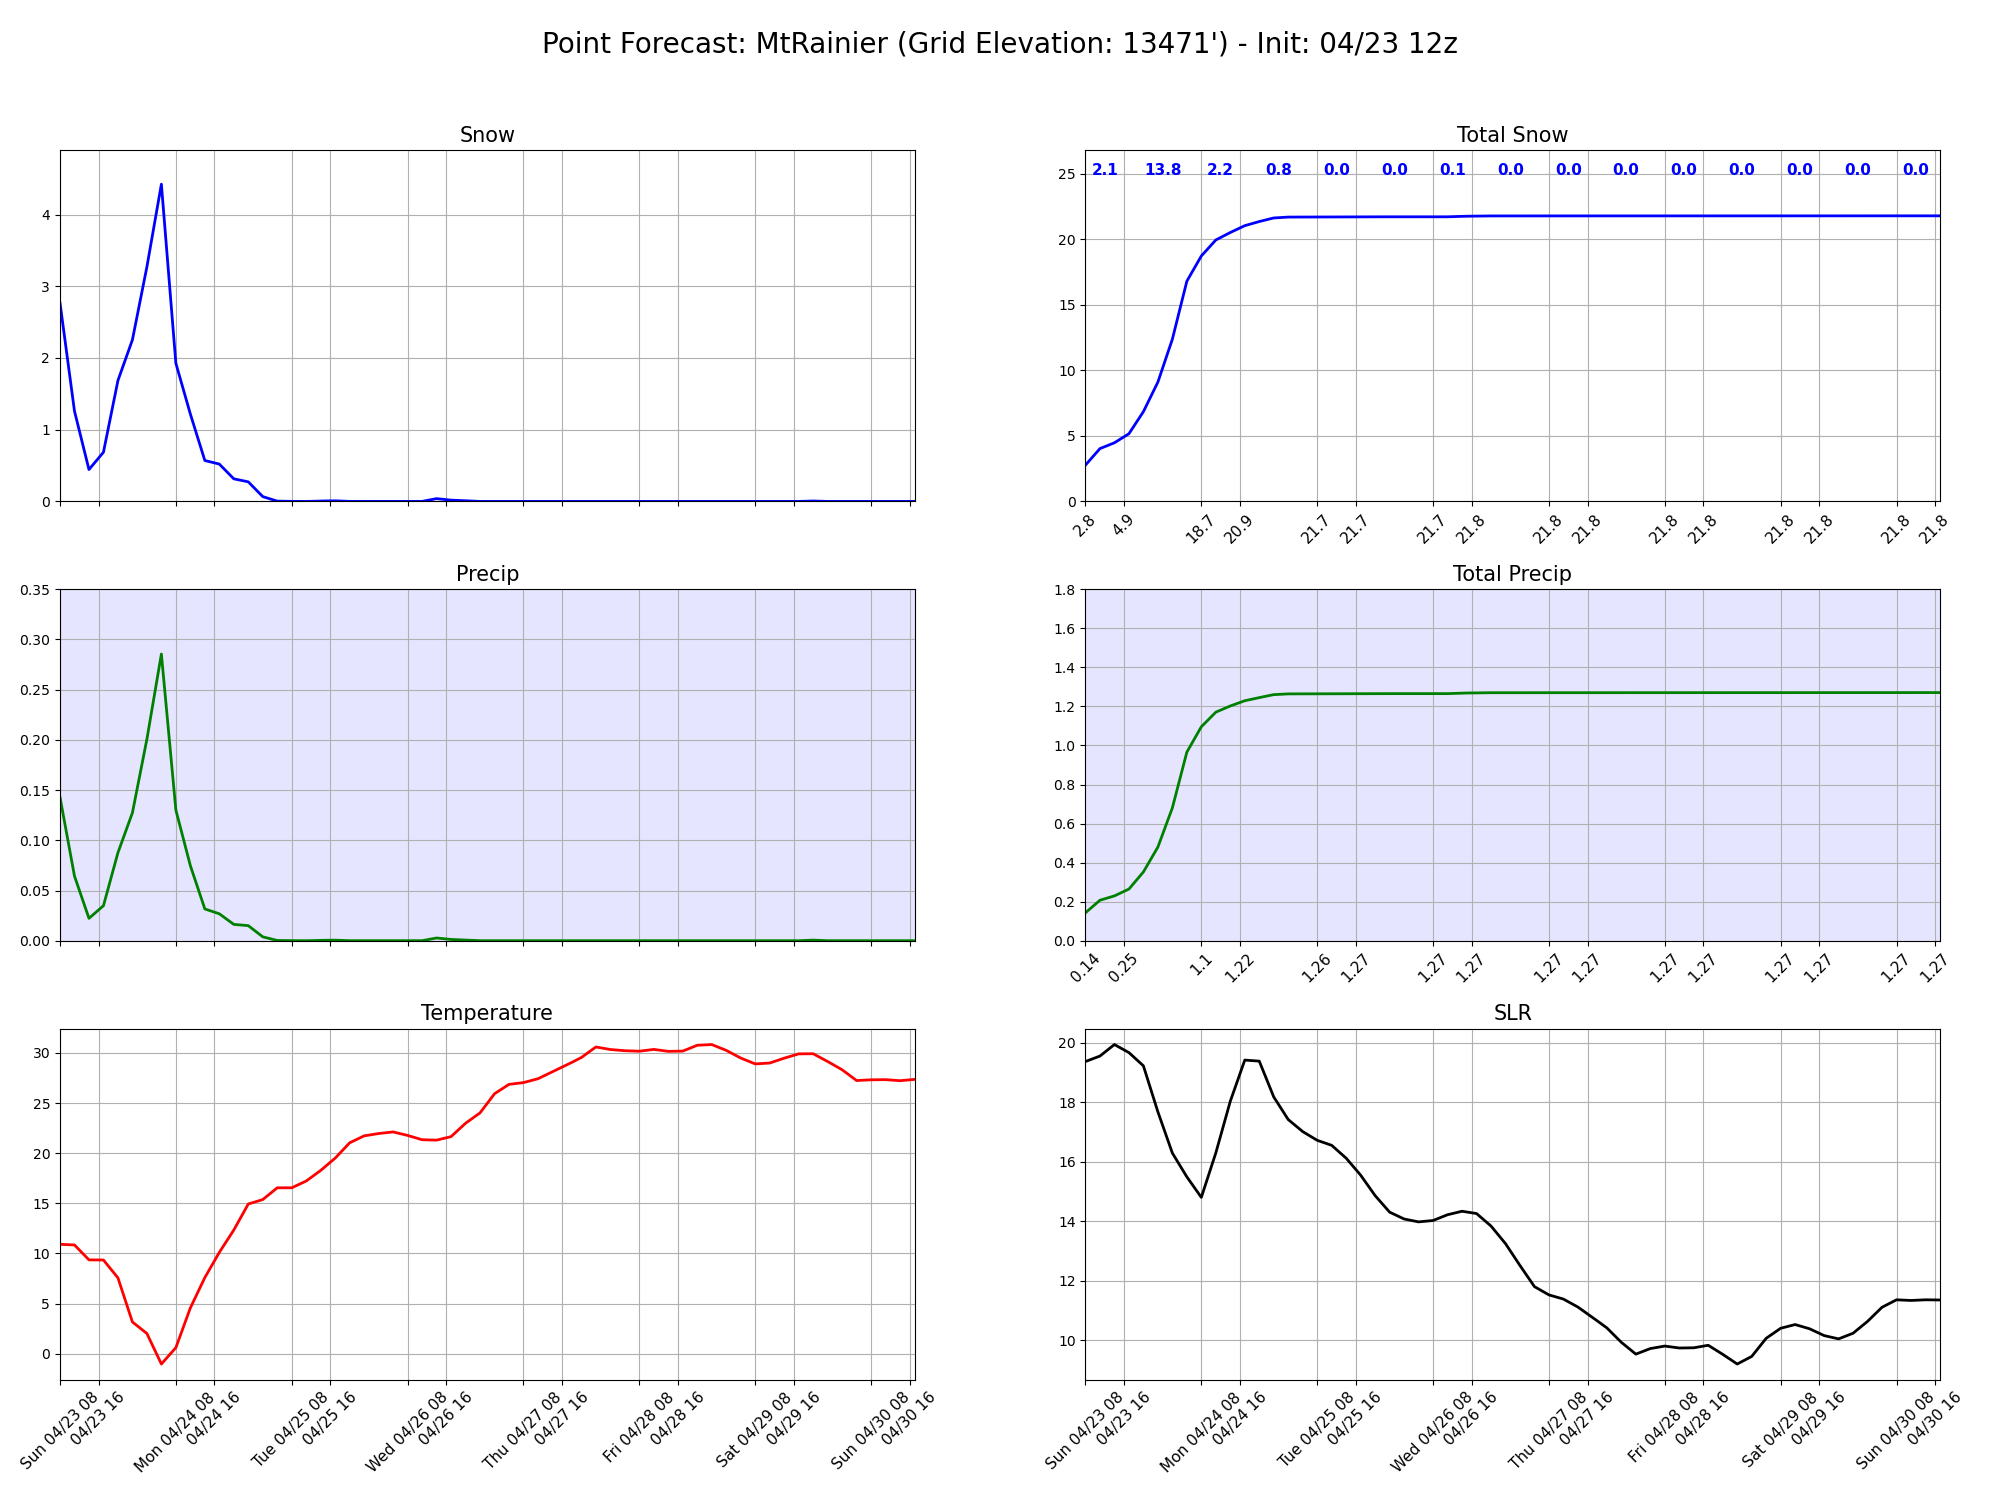 Point Forecast: MtRainier (Grid Elevation: 13471') - Init: 04/23 12z
Snow
4
3
2
1
0
Total Snow
2.1 13.8 2.2 0.8 0.0 0.0 0.1 0.0 0.0 0.0 0.0 0.0 0.0 0.0 0.0
25
20
15
10
5
0
2.8 4.9 18.7 20.9 21.7 21.7 21.7 21.8 21.8 21.8 21.8 21.8 21.8 21.8 21.8 21.8
Precip
0.35
0.30
0.25
0.20
0.15
0.10
0.05
0.00
Total Precip
1.8
1.6
1.4
1.2
1.0
0.8
0.6
0.4
0.2
0.0
0.14 0.25 1.1 1.22 1.26 1.27 1.27 1.27 1.27 1.27 1.27 1.27 1.27 1.27 1.27 1.27
Temperature
30
25
20
15
10
5
0
Sun 04/23 08
04/23 16
Mon 04/24 08
04/24 16
Tue 04/25 08
04/25 16
Wed 04/26 08
04/26 16
Thu 04/27 08
04/27 16
Fri 04/28 08
04/28 16
Sat 04/29 08
04/29 16
Sun 04/30 08
04/30 16
SLR
20
18
16
14
12
10
Sun 04/23 08
04/23 16
Mon 04/24 08
04/24 16
Tue 04/25 08
04/25 16
Wed 04/26 08
04/26 16
Thu 04/27 08
04/27 16
Fri 04/28 08
04/28 16
Sat 04/29 08
04/29 16
Sun 04/30 08
04/30 16